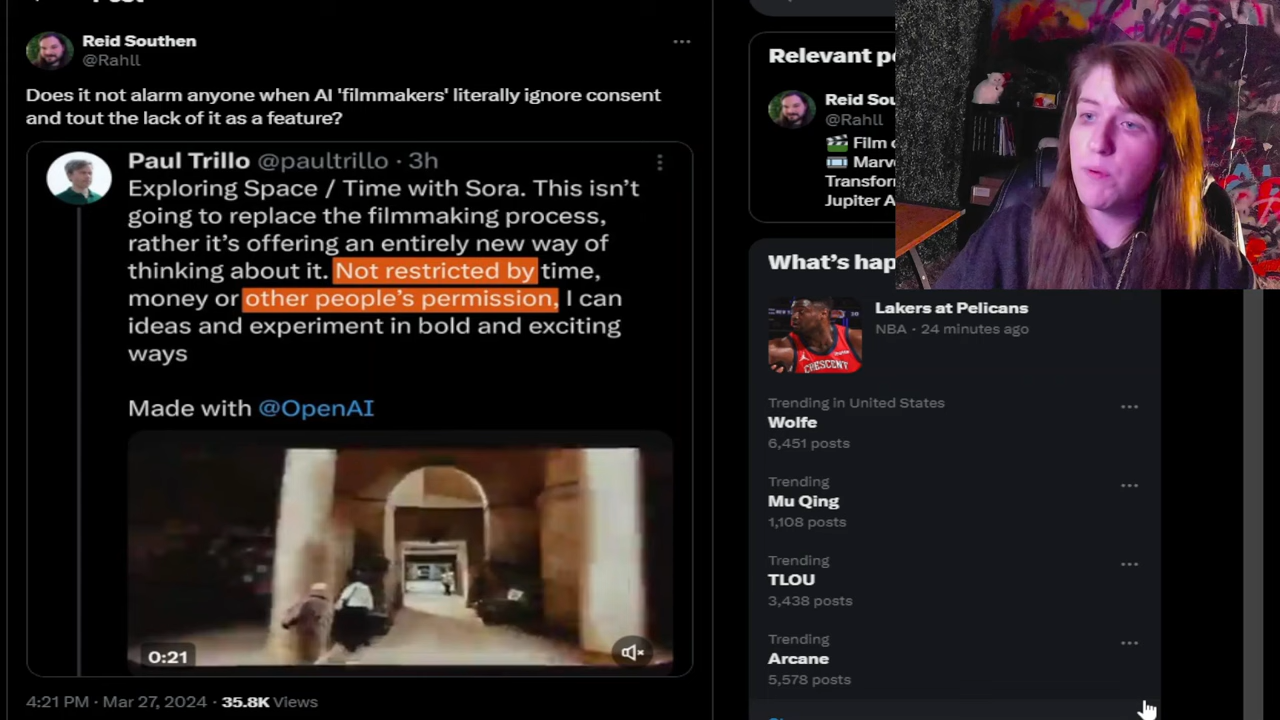 Reid Southen
@Rahll
Does it not alarm anyone when AI 'filmmakers' literally ignore consent
and tout the lack of it as a feature?
Paul Trillo @paultrillo · 3h
Exploring Space / Time with Sora. This isn't
going to replace the filmmaking process,
rather it's offering an entirely new way of
thinking about it. Not restricted by time,
money or other people's permission, I can
ideas and experiment in bold and exciting
ways
Made with @OpenAI
0:21
4:21 PM · Mar 27, 2024 · 35.8K Views
Relevant
Reid
@Rahll
Film
Marv
Transfor
Jupiter A
What's hap
CRESCENT
Lakers at Pelicans
NBA · 24 minutes ago
Trending in United States
Wolfe
6,451 posts
Trending
Mu Qing
1,108 posts
Trending
TLOU
3,438 posts
Trending
Arcane
5,578 posts